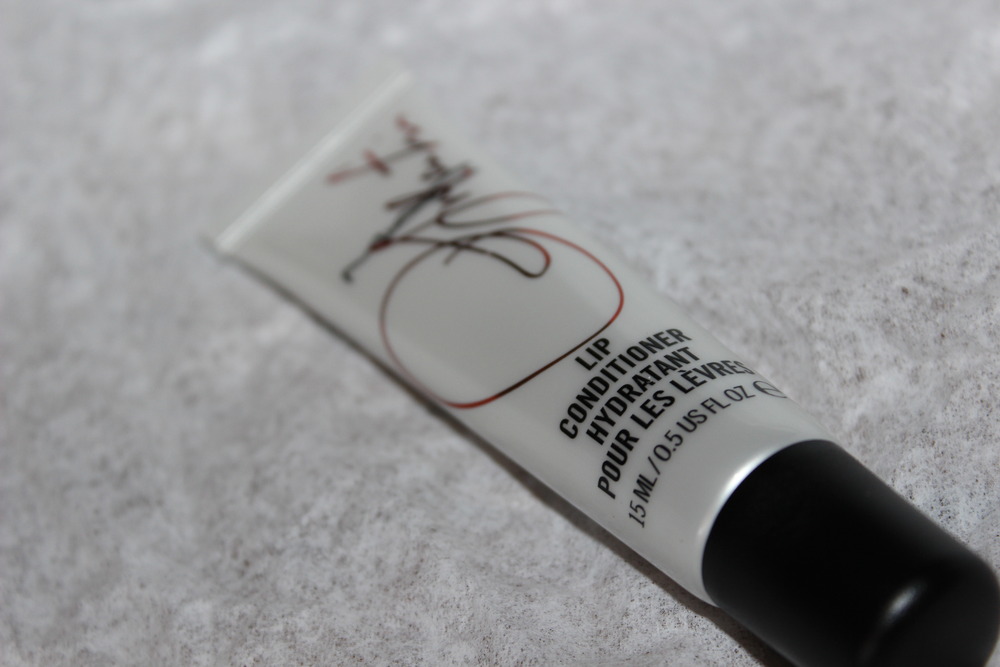 LIP
CONDITIONER
HYDRATANT
POUR LES LÈVRES
15 ML / 0.5 US FL OZ